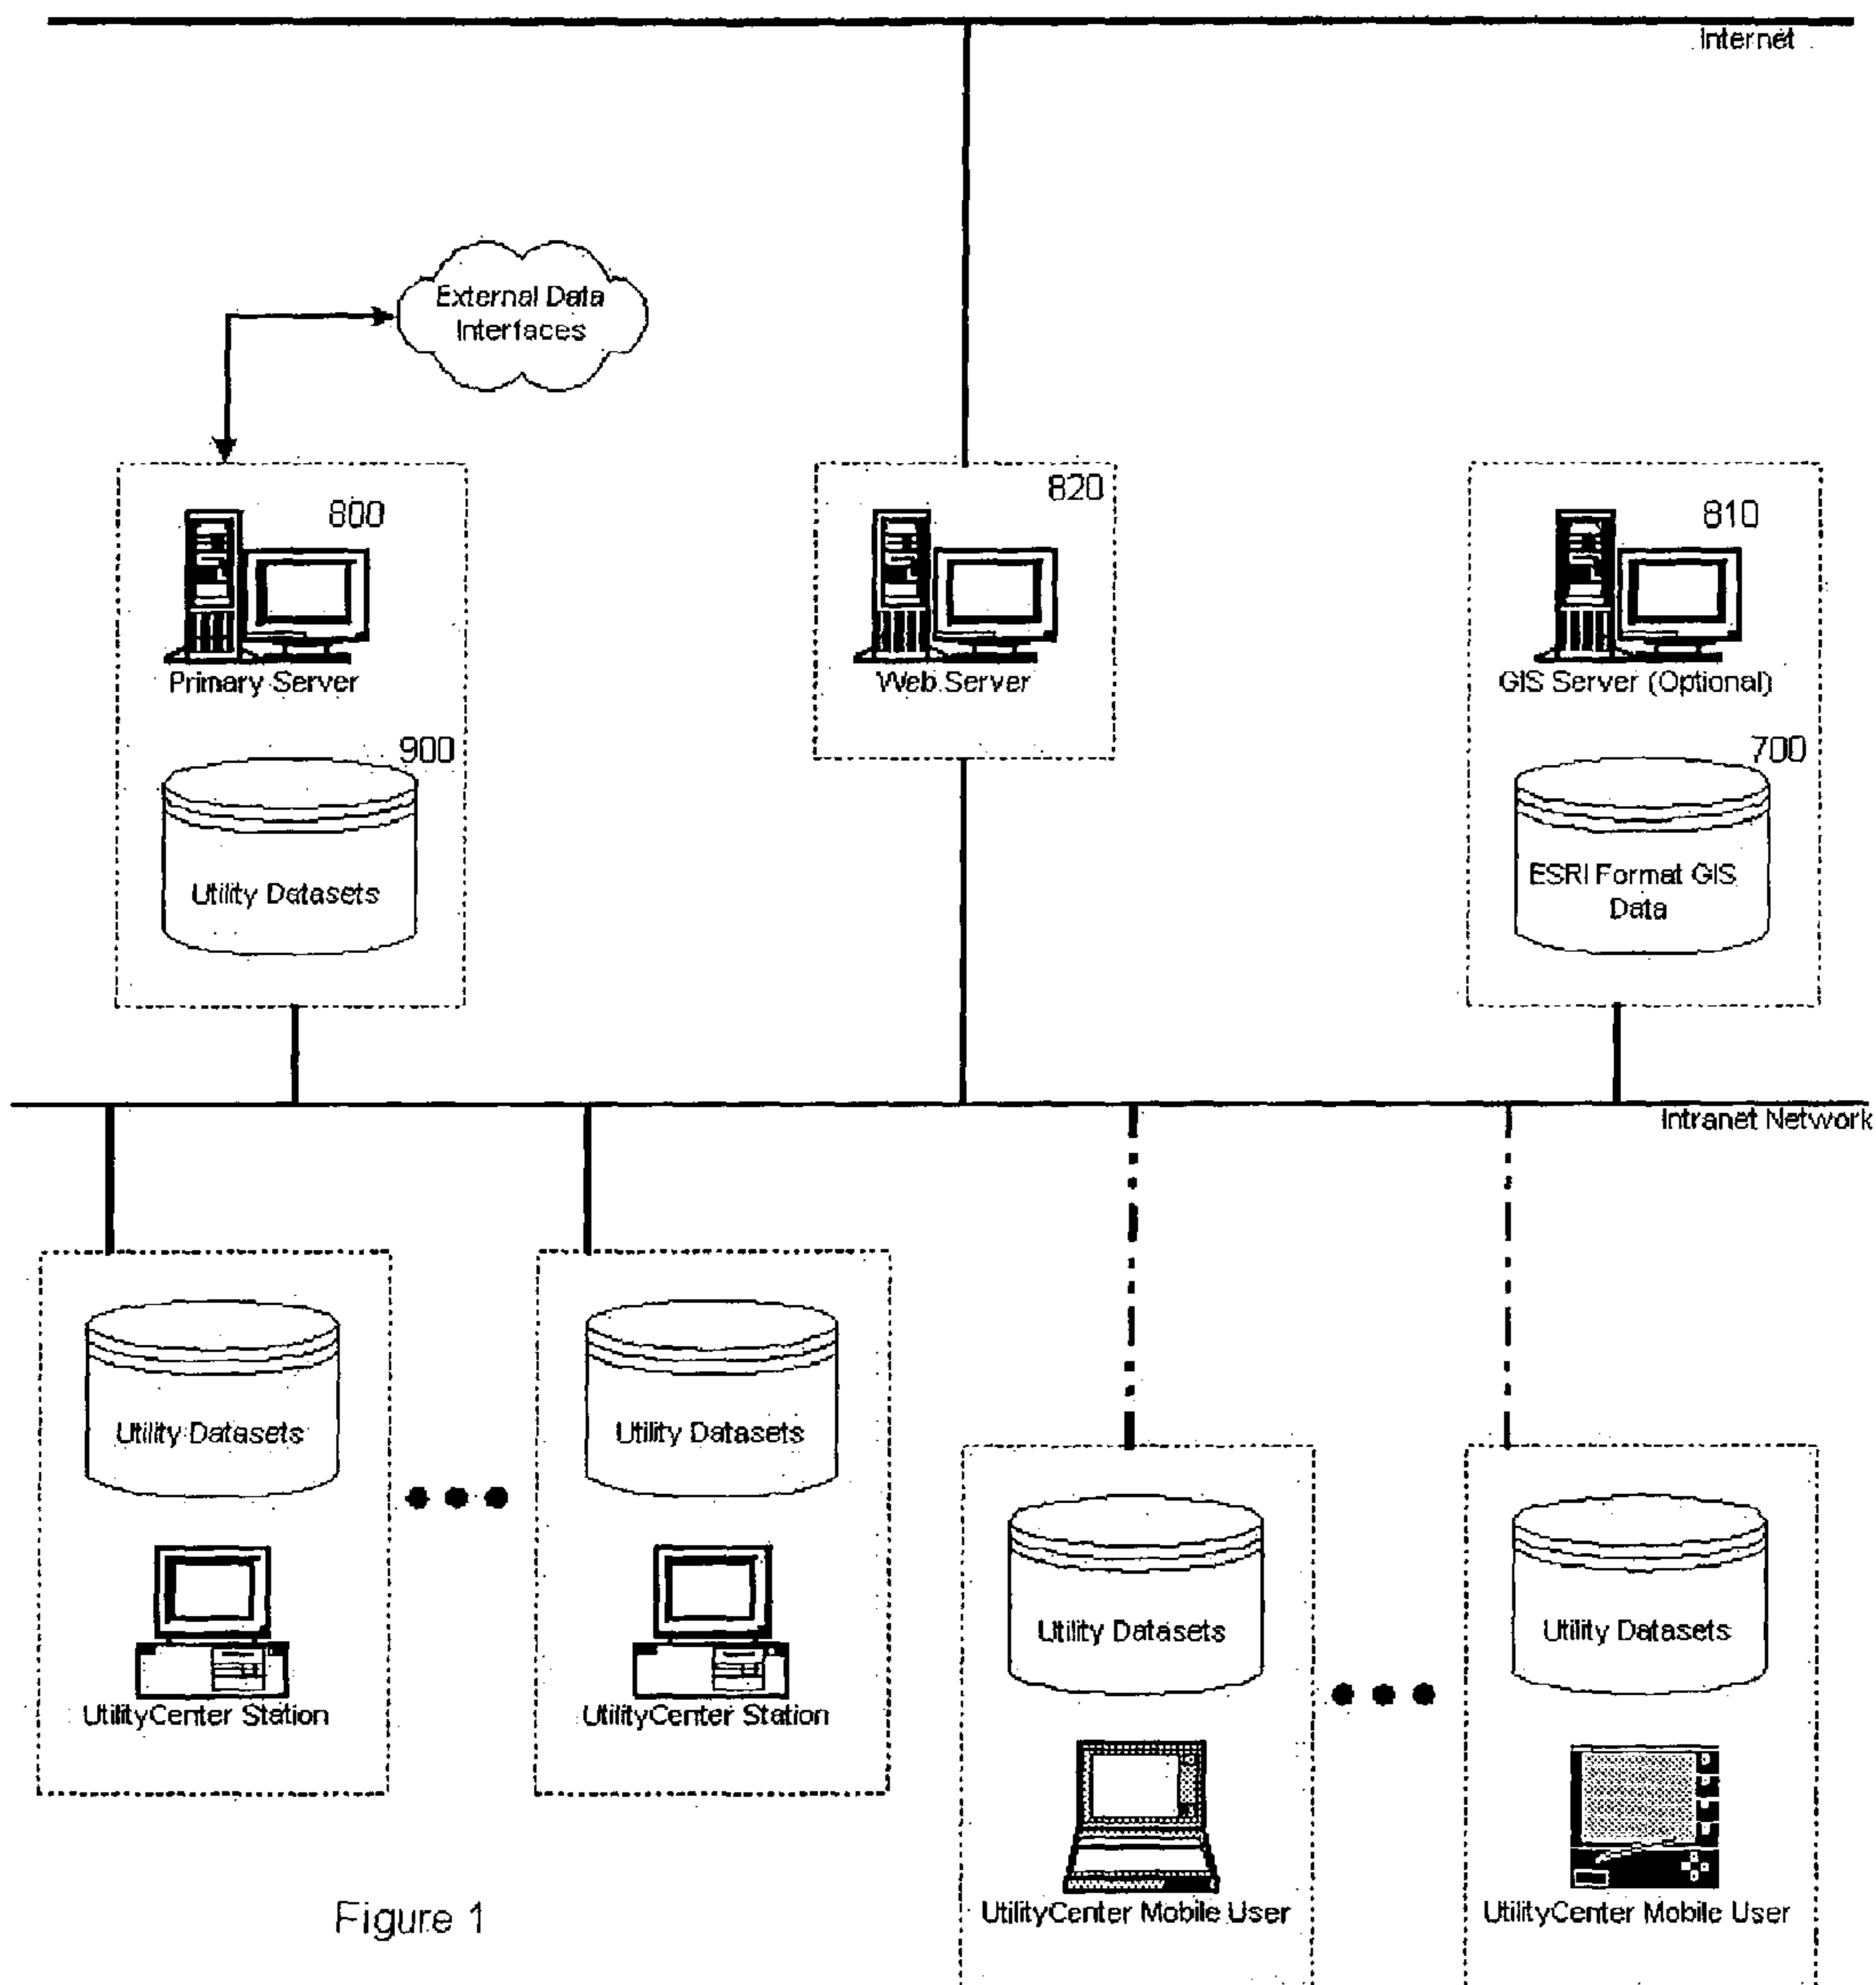 Internet
External Data
Interfaces
800
820
810
Primary Server
Web Server
GIS Server (Optional)
900
700
Utility Datasets
ESRI Format GIS
Data
Intranet Network
Utility Datasets
Utility Datasets
Utility Datasets
Utility Datasets
UtilityCenter Station
UtilityCenter Station
UtilityCenter Mobile User
UtilityCenter Mobile User
Figure 1